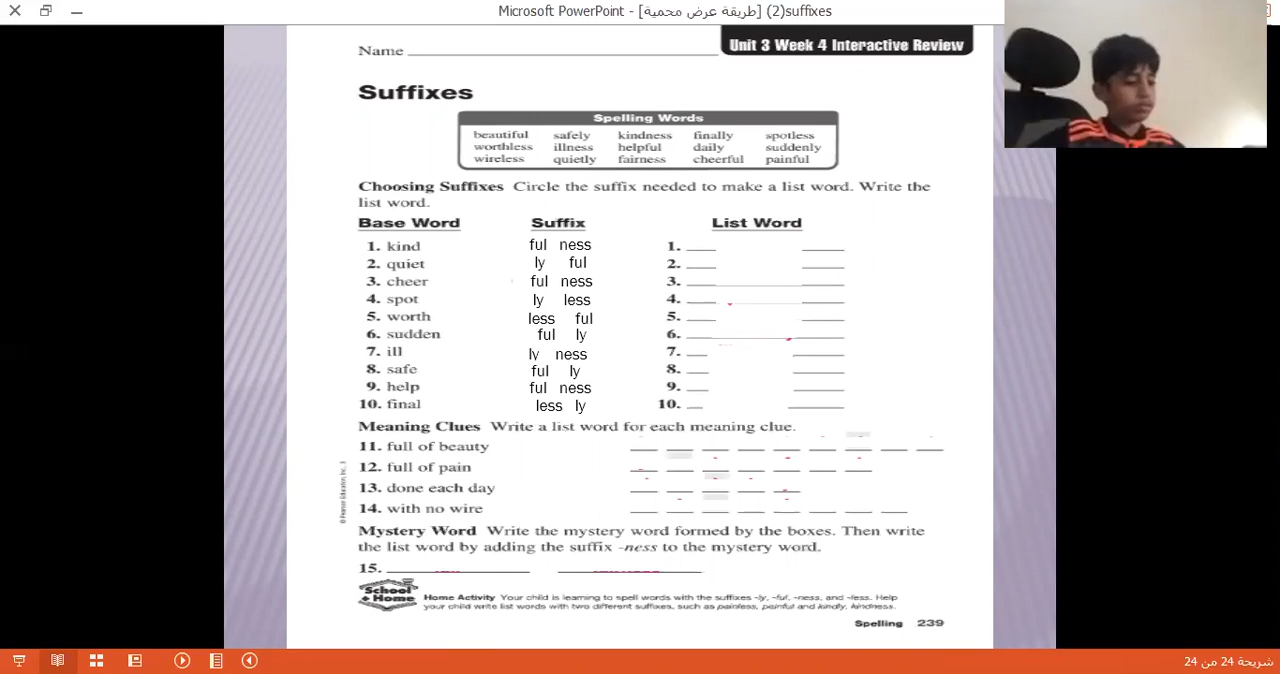 Microsoft PowerPoint - [طريقة عرض محمية] (2)suffixes
Name
Unit 3 Week 4 Interactive Review
Suffixes
Spelling Words
beautiful safely kindness finally spotless
worthless illness helpful daily suddenly
wireless quietly fairness cheerful painful
Choosing Suffixes Circle the suffix needed to make a list word. Write the
list word.
Base Word Suffix List Word
1. kind ful ness 1.
2. quiet ly ful 2.
3. cheer ful ness 3.
4. spot ly less 4.
5. worth less ful 5.
6. sudden ful ly 6.
7. ill ly ness 7.
8. safe ful ly 8.
9. help ful ness 9.
10. final less ly 10.
Meaning Clues Write a list word for each meaning clue.
11. full of beauty
12. full of pain
13. done each day
14. with no wire
Mystery Word Write the mystery word formed by the boxes. Then write
the list word by adding the suffix -ness to the mystery word.
15.
School + Home
Home Activity Your child is learning to spell words with the suffixes -ly, -ful, -ness, and -less. Help
your child write list words with two different suffixes, such as painless, painful and kindly, kindness.
Spelling 239
© Pearson Education, Inc., 3
شريحة 24 من 24